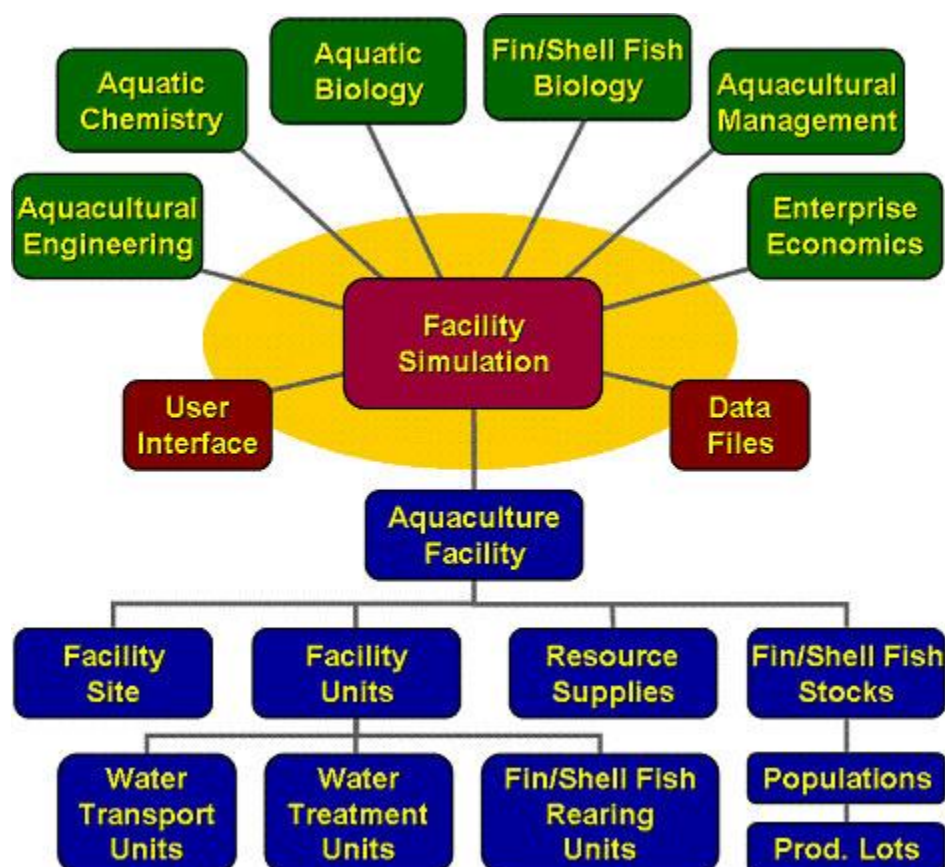 Aquatic
Chemistry
Aquatic
Biology
Fin/Shell Fish
Biology
Aquacultural
Management
Aquacultural
Engineering
Enterprise
Economics
Facility
Simulation
User
Interface
Data
Files
Aquaculture
Facility
Facility
Site
Facility
Units
Resource
Supplies
Fin/Shell Fish
Stocks
Water
Transport
Units
Water
Treatment
Units
Fin/Shell Fish
Rearing
Units
Populations
Prod. Lots